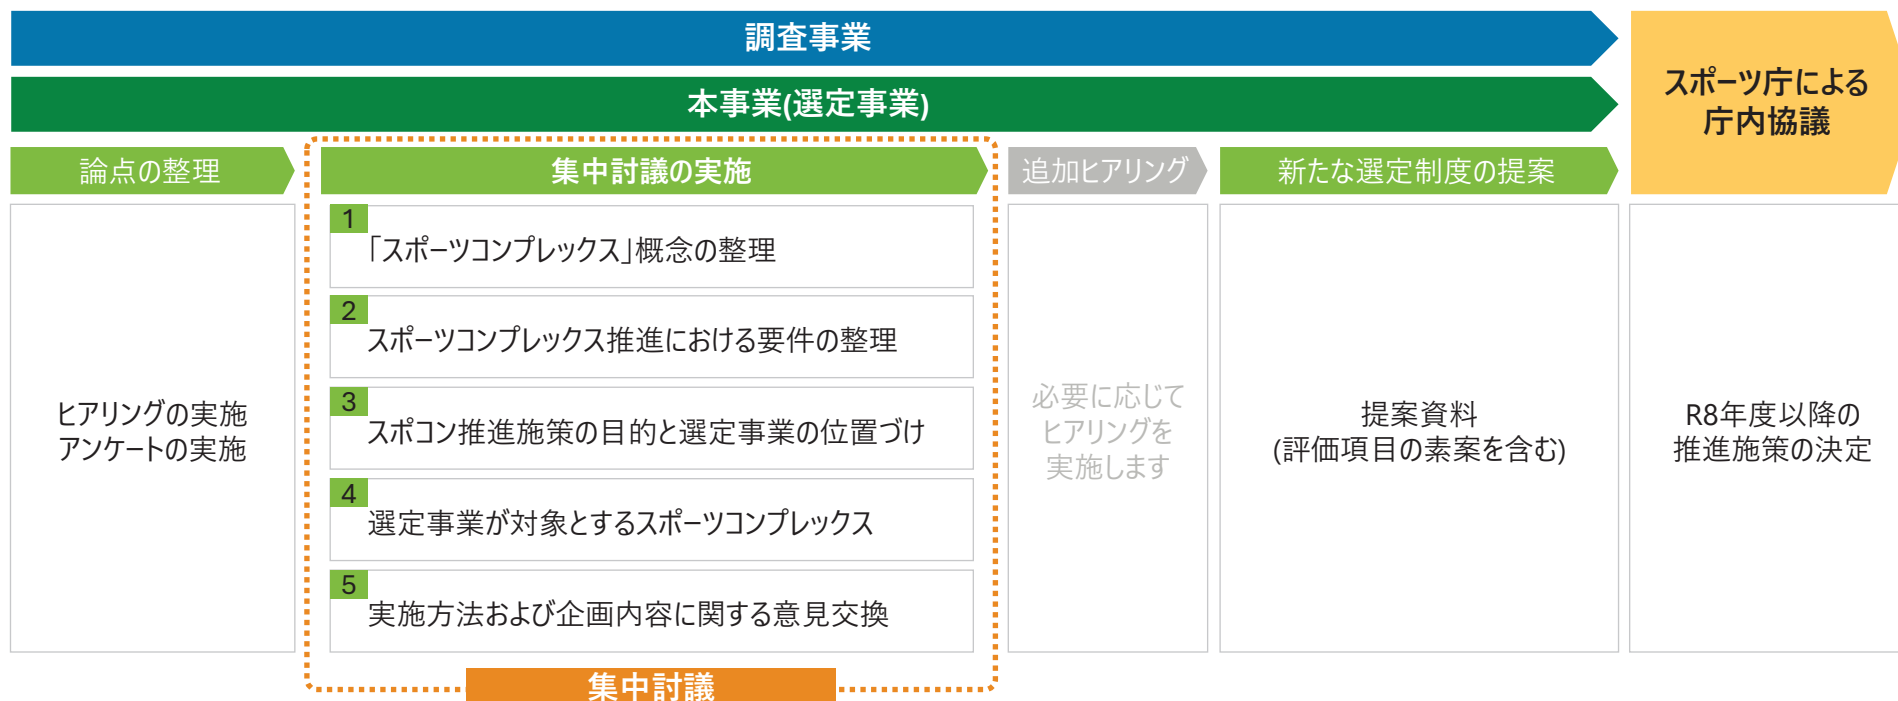 調査事業
本事業(選定事業)
スポーツ庁による
庁内協議
論点の整理
集中討議の実施
追加ヒアリング
新たな選定制度の提案
ヒアリングの実施
アンケートの実施
1
「スポーツコンプレックス」概念の整理
2
スポーツコンプレックス推進における要件の整理
3
スポコン推進施策の目的と選定事業の位置づけ
4
選定事業が対象とするスポーツコンプレックス
5
実施方法および企画内容に関する意見交換
必要に応じて
ヒアリングを
実施します
提案資料
(評価項目の素案を含む)
R8年度以降の
推進施策の決定
集中討議